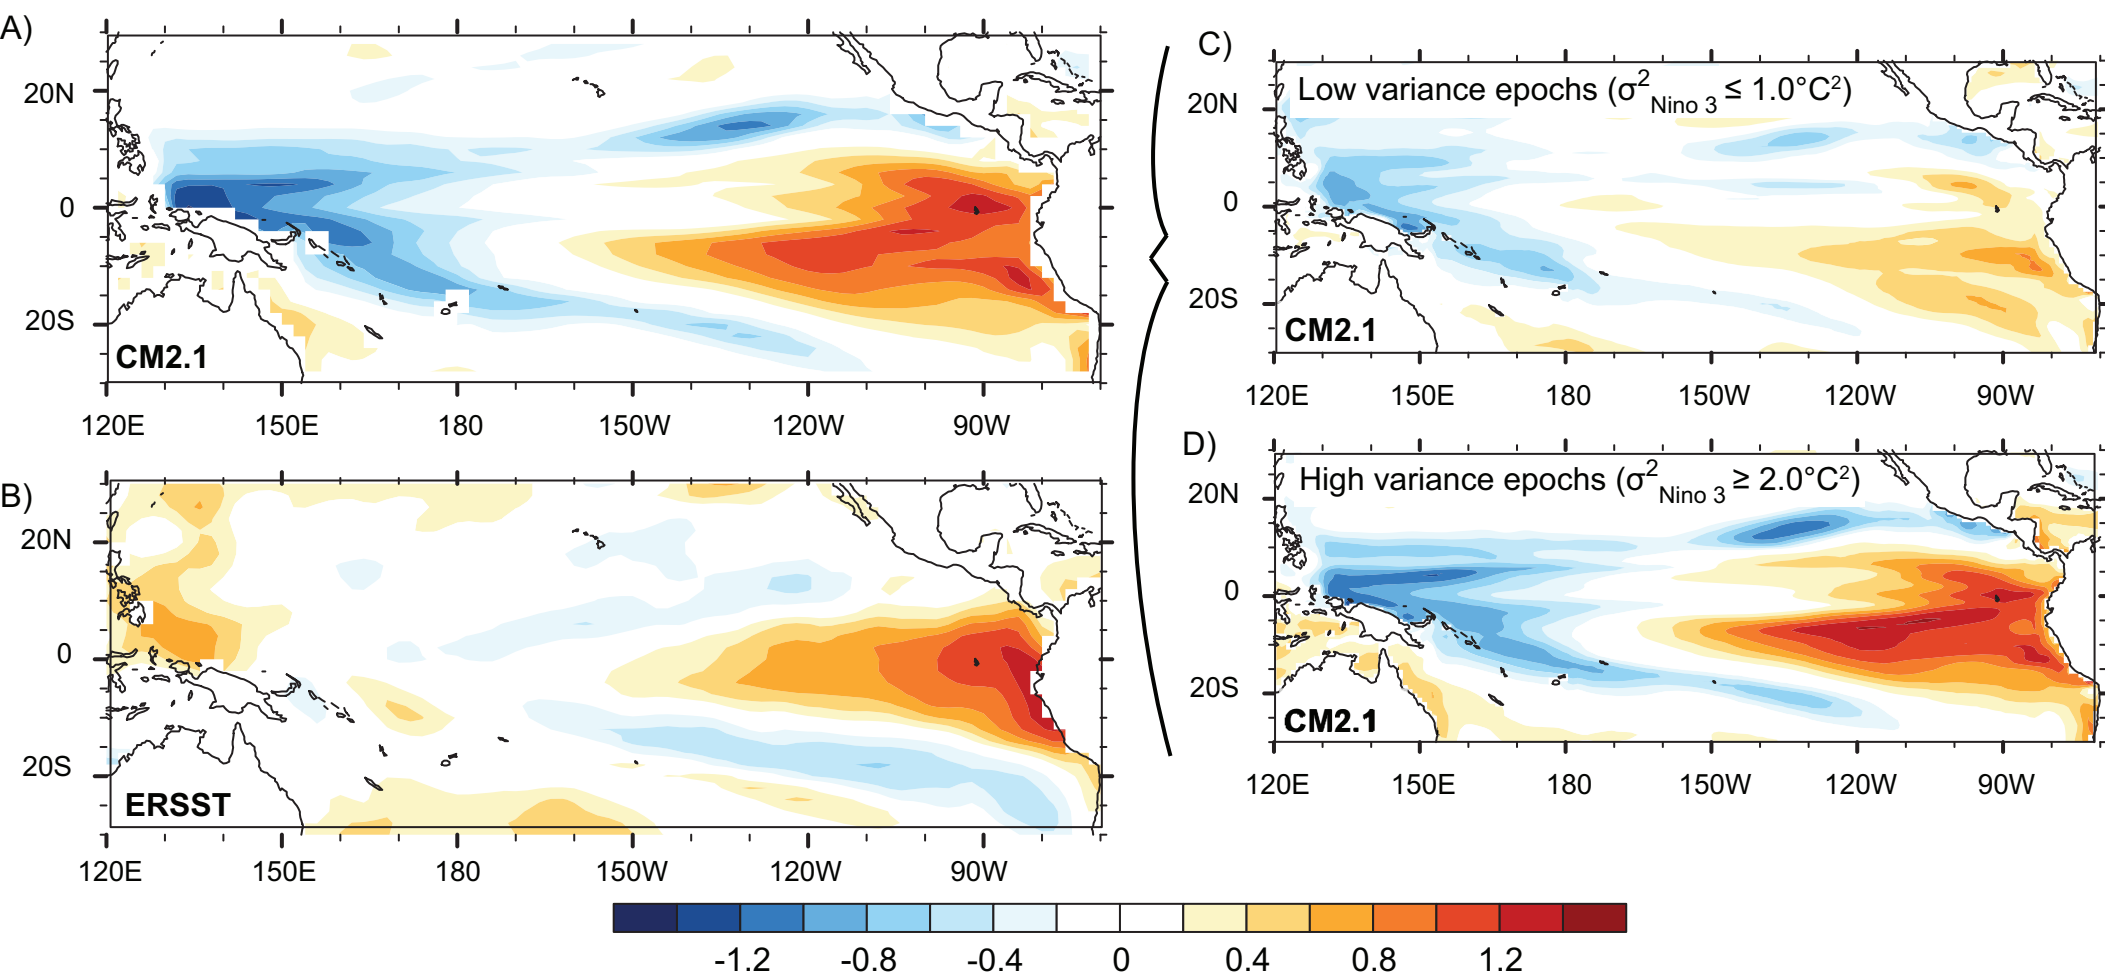 A)
20N
0
20S
CM2.1
120E 150E 180 150W 120W 90W
B)
20N
0
20S
ERSST
120E 150E 180 150W 120W 90W
C)
Low variance epochs (σ²Nino 3 ≤ 1.0°C²)
20N
0
20S
CM2.1
120E 150E 180 150W 120W 90W
D)
High variance epochs (σ²Nino 3 ≥ 2.0°C²)
20N
0
20S
CM2.1
120E 150E 180 150W 120W 90W
-1.2 -0.8 -0.4 0 0.4 0.8 1.2